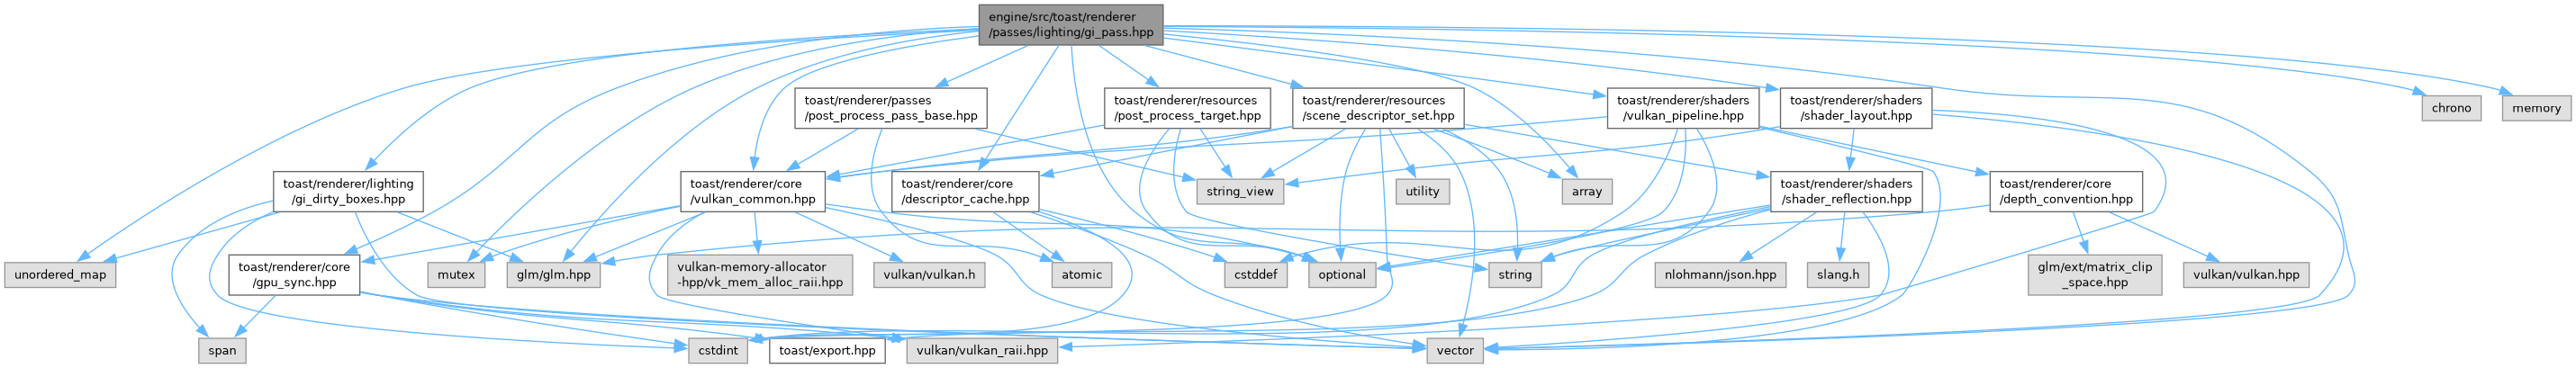 engine/src/toast/renderer
/passes/lighting/gi_pass.hpp
toast/renderer/passes
/post_process_pass_base.hpp
toast/renderer/resources
/post_process_target.hpp
toast/renderer/resources
/scene_descriptor_set.hpp
toast/renderer/shaders
/vulkan_pipeline.hpp
toast/renderer/shaders
/shader_layout.hpp
chrono
memory
toast/renderer/lighting
/gi_dirty_boxes.hpp
toast/renderer/core
/vulkan_common.hpp
toast/renderer/core
/descriptor_cache.hpp
string_view
utility
array
toast/renderer/shaders
/shader_reflection.hpp
toast/renderer/core
/depth_convention.hpp
unordered_map
toast/renderer/core
/gpu_sync.hpp
mutex
glm/glm.hpp
vulkan-memory-allocator
-hpp/vk_mem_alloc_raii.hpp
vulkan/vulkan.h
atomic
cstddef
optional
string
nlohmann/json.hpp
slang.h
glm/ext/matrix_clip
_space.hpp
vulkan/vulkan.hpp
span
cstdint
toast/export.hpp
vulkan/vulkan_raii.hpp
vector